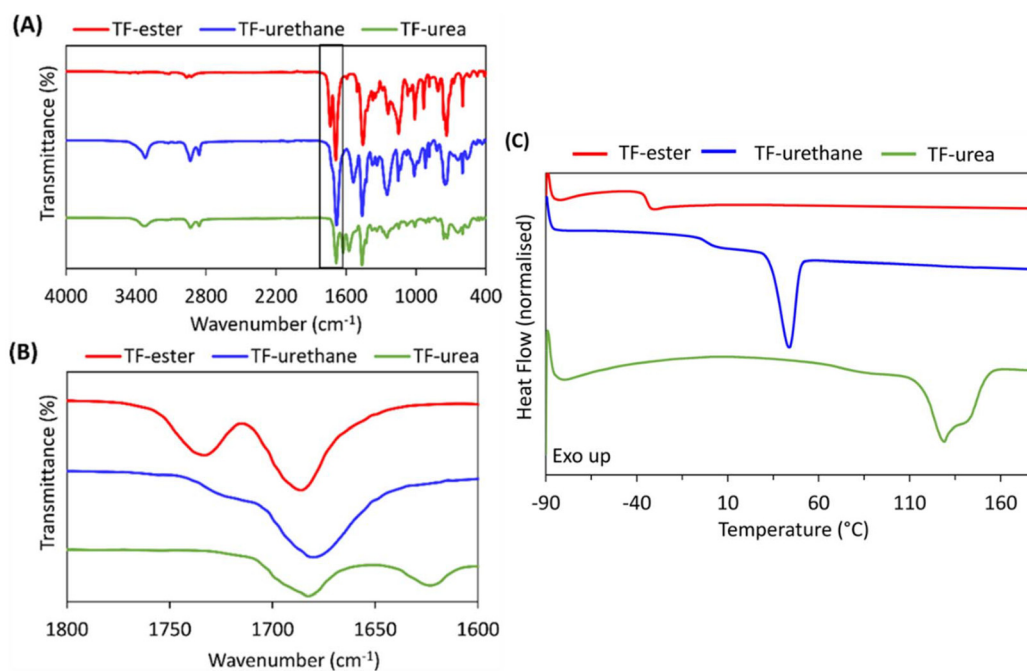 (A)
TF-ester TF-urethane TF-urea
Transmittance (%)
4000 3400 2800 2200 1600 1000 400
Wavenumber (cm⁻¹)
(B)
TF-ester TF-urethane TF-urea
Transmittance (%)
1800 1750 1700 1650 1600
Wavenumber (cm⁻¹)
(C)
TF-ester TF-urethane TF-urea
Heat Flow (normalised)
Exo up
-90 -40 10 60 110 160
Temperature (°C)